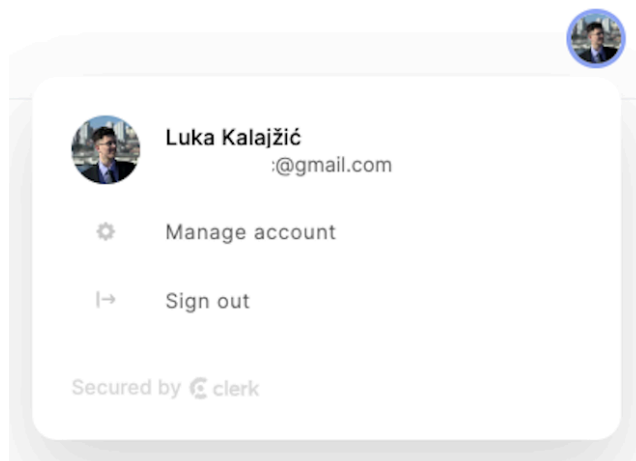 Luka Kalajžić
:@gmail.com
Manage account
Sign out
Secured by clerk